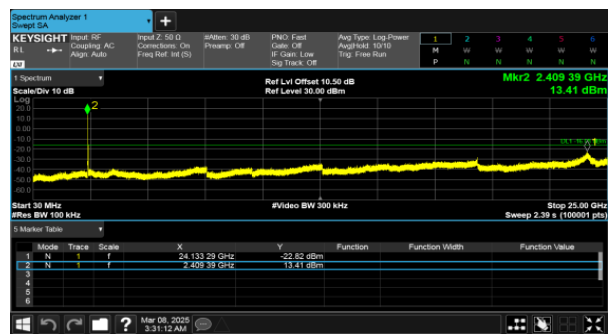 Spectrum Analyzer 1
Swept SA
KEYSIGHT Input: RF Input Z: 50 Ω #Atten: 30 dB PNO: Fast Avg Type: Log-Power 1 2 3 4 5 6
RL Coupling: AC Corrections: On Preamp: Off Gate: Off Avg|Hold: 10/10 M W W W W W
Align: Auto Freq Ref: Int (S) IF Gain: Low Trig: Free Run
Sig Track: Off P N N N N N
LXI
1 Spectrum Ref Lvl Offset 10.50 dB Mkr2 2.409 39 GHz
Scale/Div 10 dB Ref Level 30.00 dBm 13.41 dBm
Log
20.0
10.0
0.00
-10.0
-20.0
-30.0
-40.0
-50.0
-60.0
2
1
Start 30 MHz #Video BW 300 kHz Stop 25.00 GHz
#Res BW 100 kHz Sweep 2.39 s (100001 pts)
5 Marker Table
Mode Trace Scale X Y Function Function Width Function Value
1 N 1 f 24.133 29 GHz -22.82 dBm
2 N 1 f 2.409 39 GHz 13.41 dBm
3
4
5
6
? Mar 08, 2025
3:31:12 AM